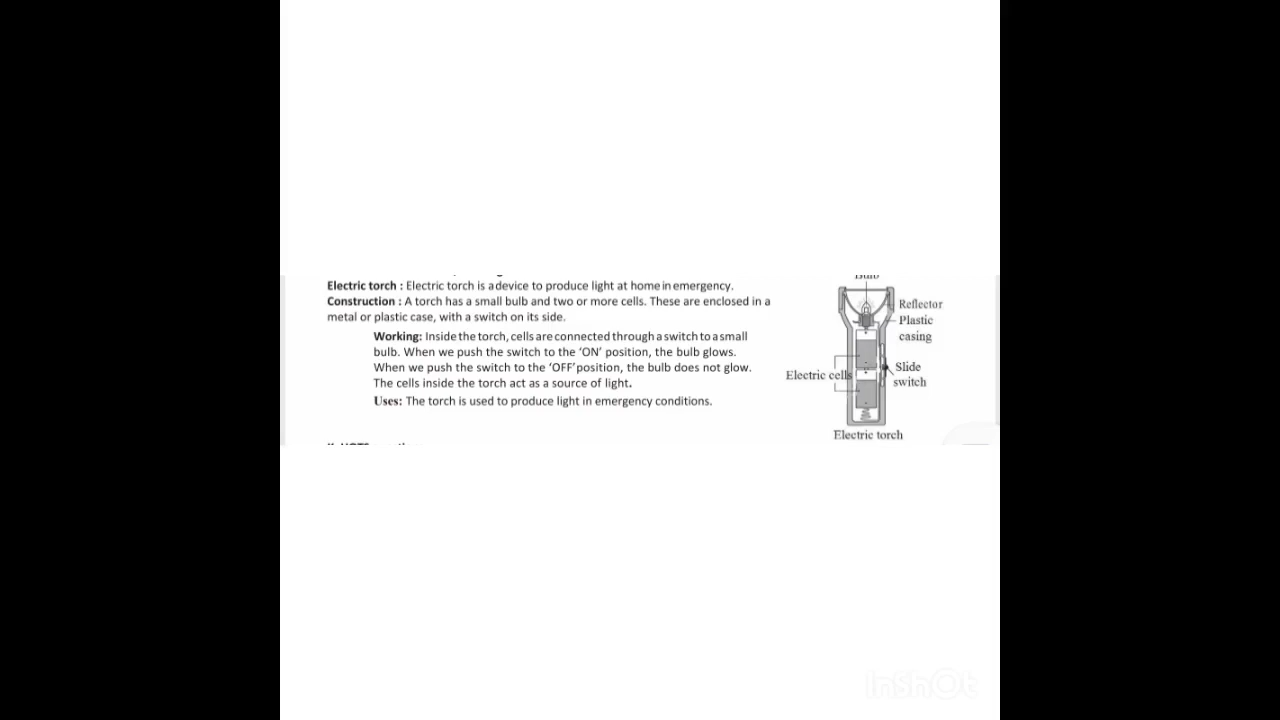 Bulb
Electric torch : Electric torch is a device to produce light at home in emergency.
Construction : A torch has a small bulb and two or more cells. These are enclosed in a
metal or plastic case, with a switch on its side.
Working: Inside the torch, cells are connected through a switch to a small
bulb. When we push the switch to the ‘ON’ position, the bulb glows.
When we push the switch to the ‘OFF’ position, the bulb does not glow.
The cells inside the torch act as a source of light.
Uses: The torch is used to produce light in emergency conditions.
Reflector
Plastic
casing
Electric cells
Slide
switch
Electric torch
InShOt